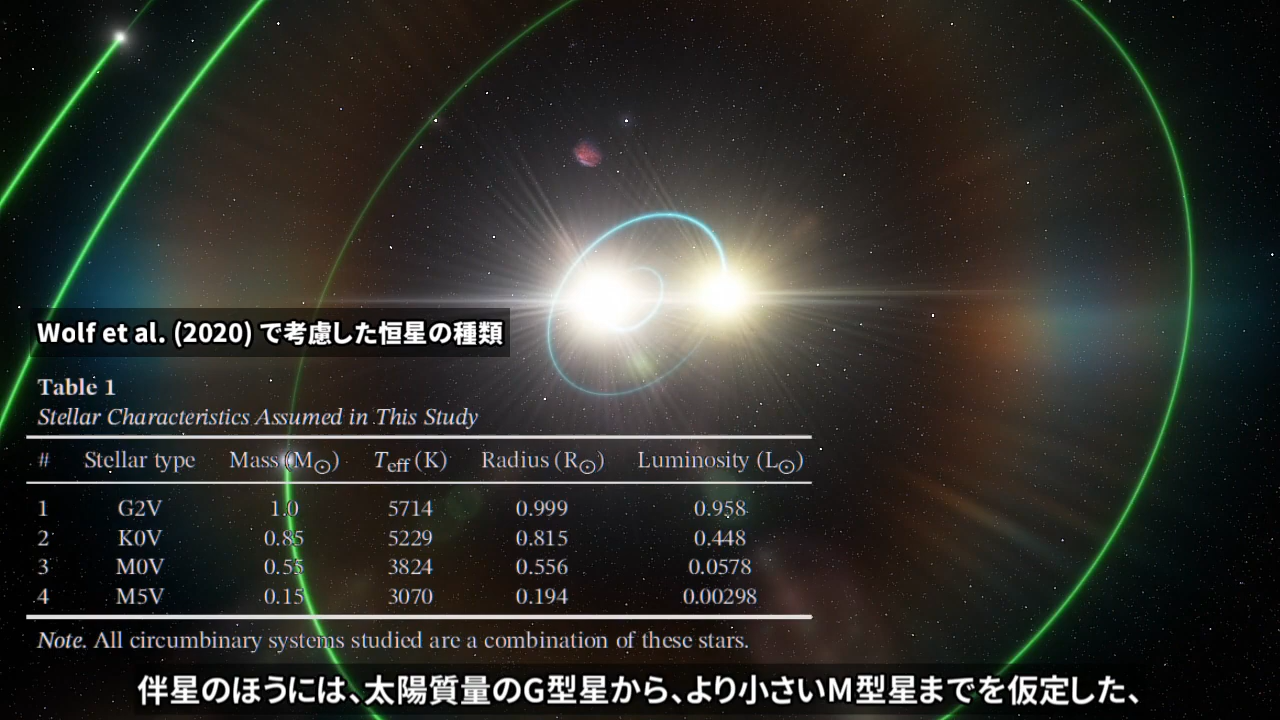 Wolf et al. (2020) で考慮した恒星の種類
Table 1
Stellar Characteristics Assumed in This Study
# Stellar type Mass (M⊙) Teff (K) Radius (R⊙) Luminosity (L⊙)
1 G2V 1.0 5714 0.999 0.958
2 K0V 0.85 5229 0.815 0.448
3 M0V 0.55 3824 0.556 0.0578
4 M5V 0.15 3070 0.194 0.00298
Note. All circumbinary systems studied are a combination of these stars.
伴星のほうには、太陽質量のG型星から、より小さいM型星までを仮定した、